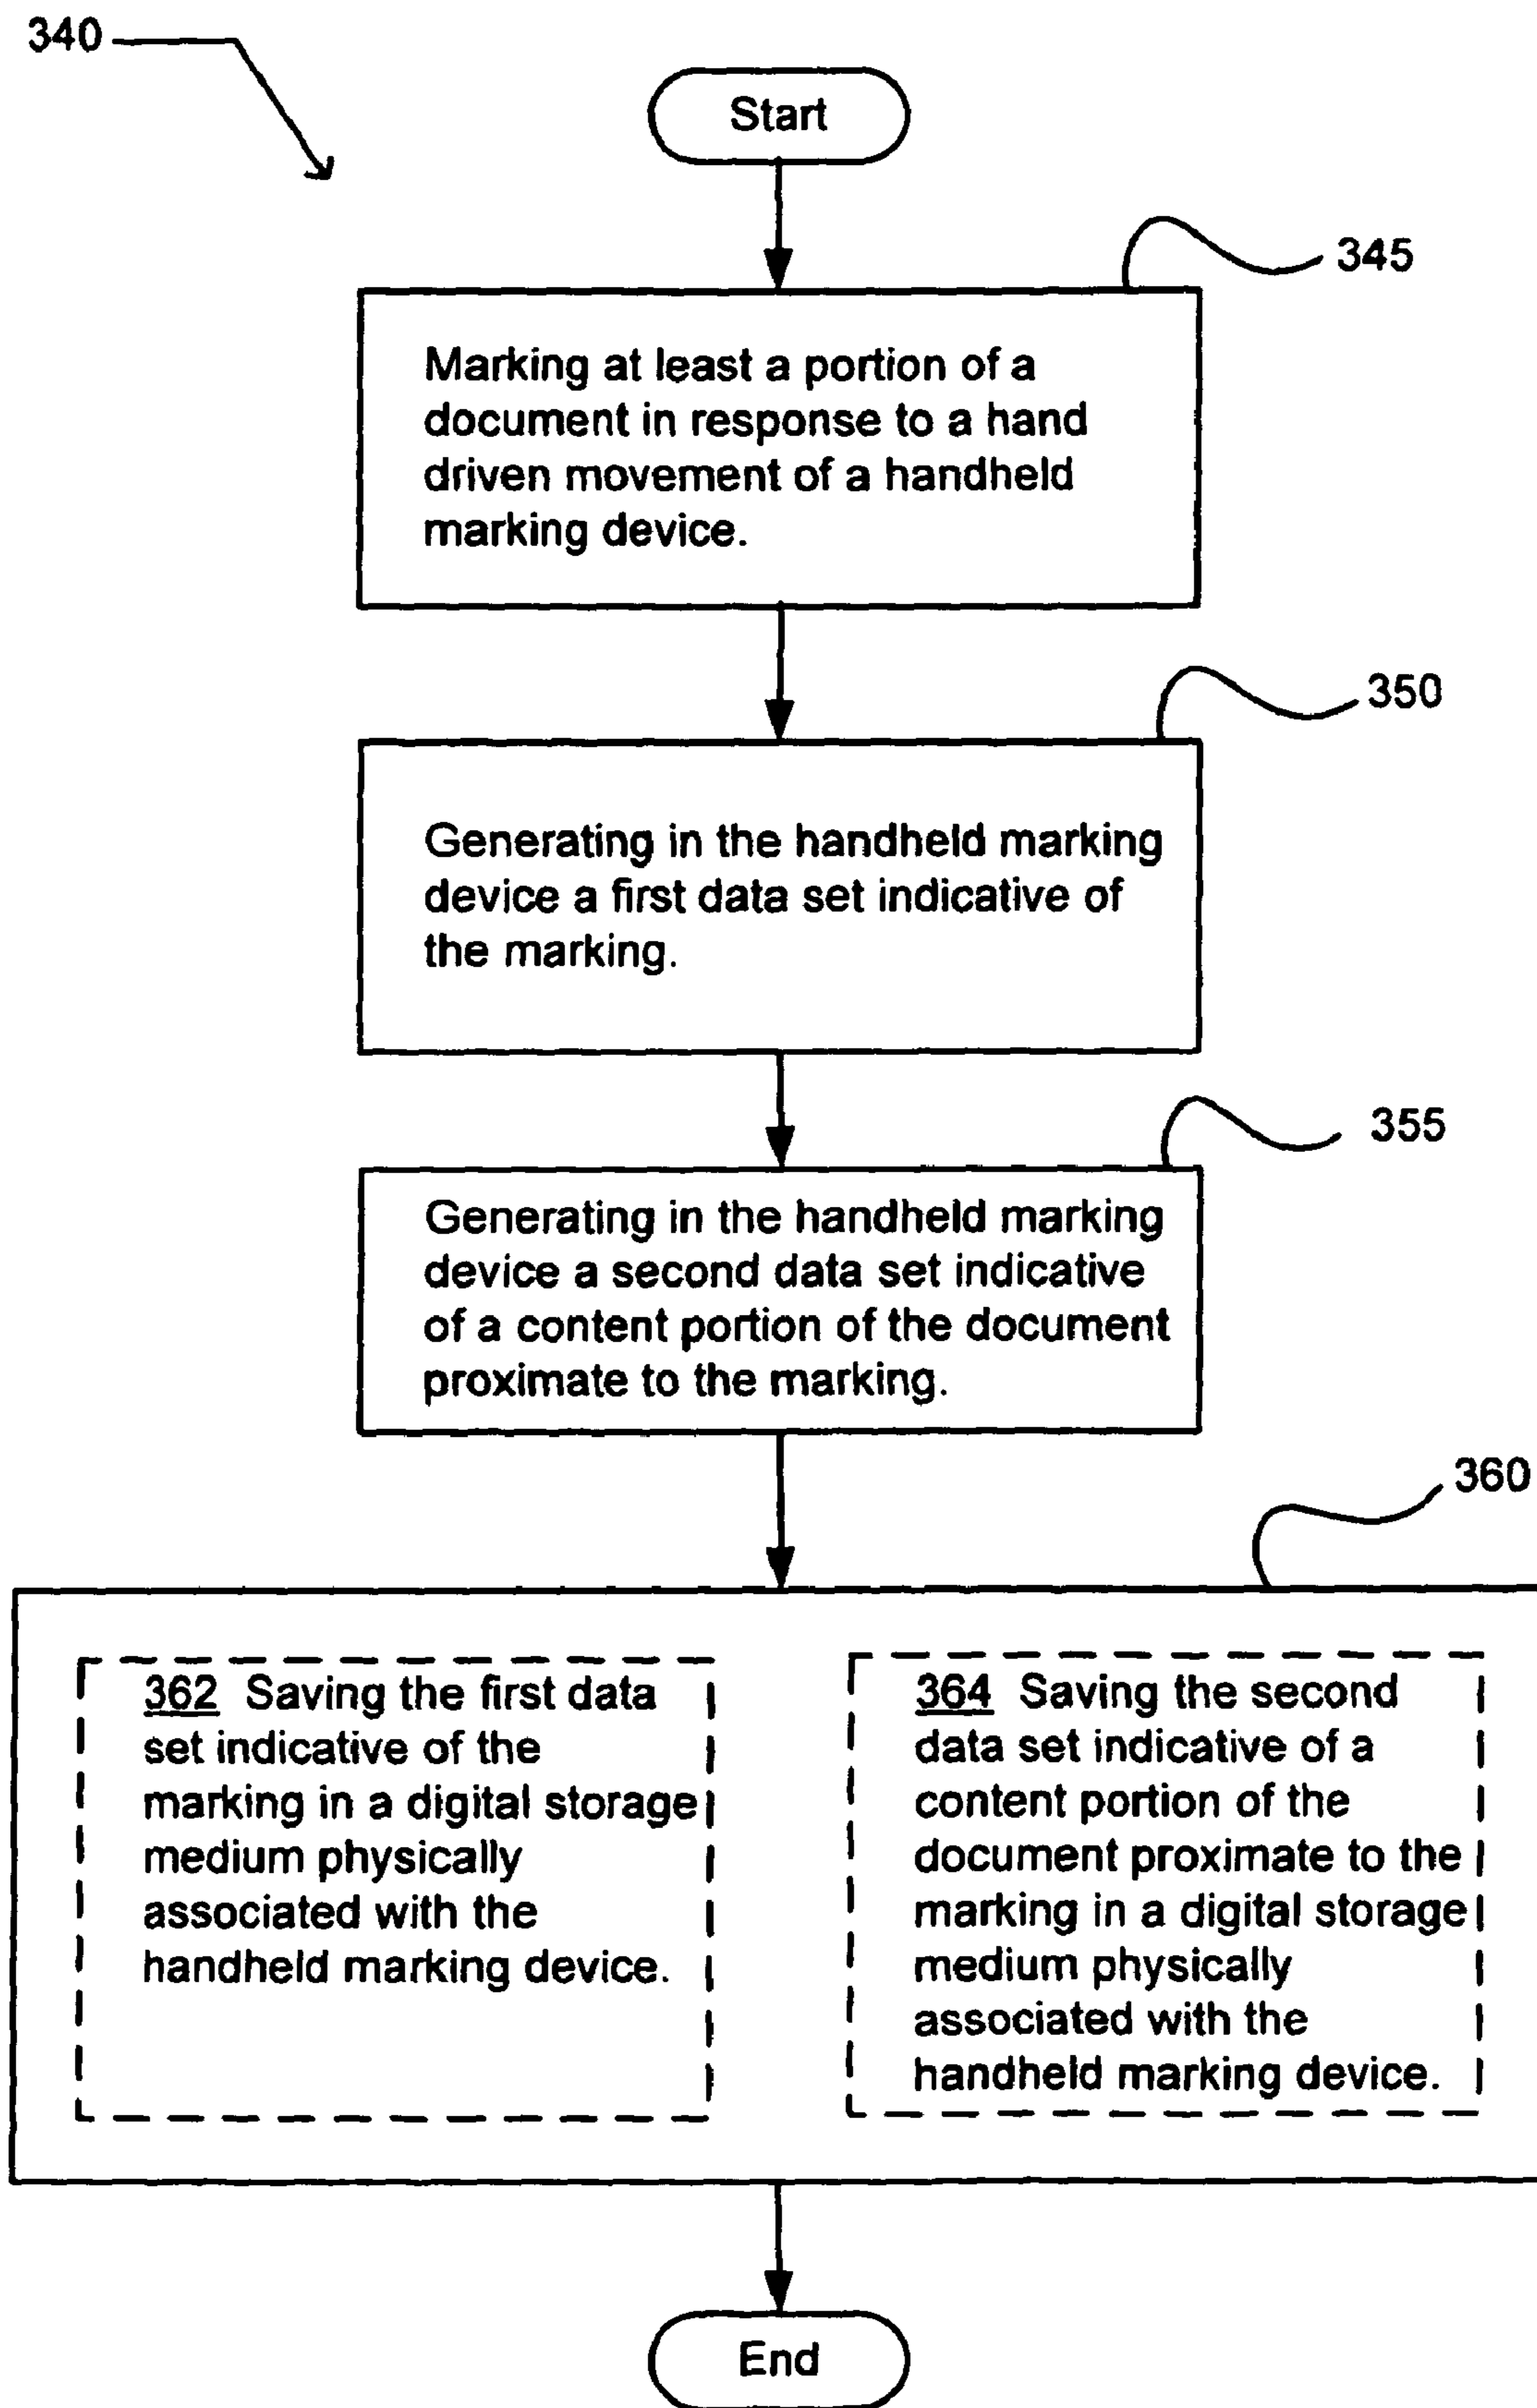 340
Start
345
Marking at least a portion of a
document in response to a hand
driven movement of a handheld
marking device.
350
Generating in the handheld marking
device a first data set indicative of
the marking.
355
Generating in the handheld marking
device a second data set indicative
of a content portion of the document
proximate to the marking.
360
362 Saving the first data
set indicative of the
marking in a digital storage
medium physically
associated with the
handheld marking device.
364 Saving the second
data set indicative of a
content portion of the
document proximate to the
marking in a digital storage
medium physically
associated with the
handheld marking device.
End